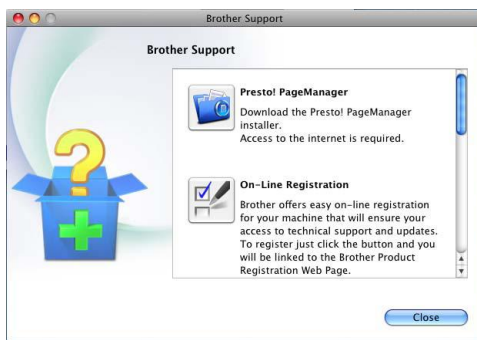 Brother Support
Brother Support
Presto! PageManager
Download the Presto! PageManager
installer.
Access to the internet is required.
On-Line Registration
Brother offers easy on-line registration
for your machine that will ensure your
access to technical support and updates.
To register just click the button and you
will be linked to the Brother Product
Registration Web Page.
Close